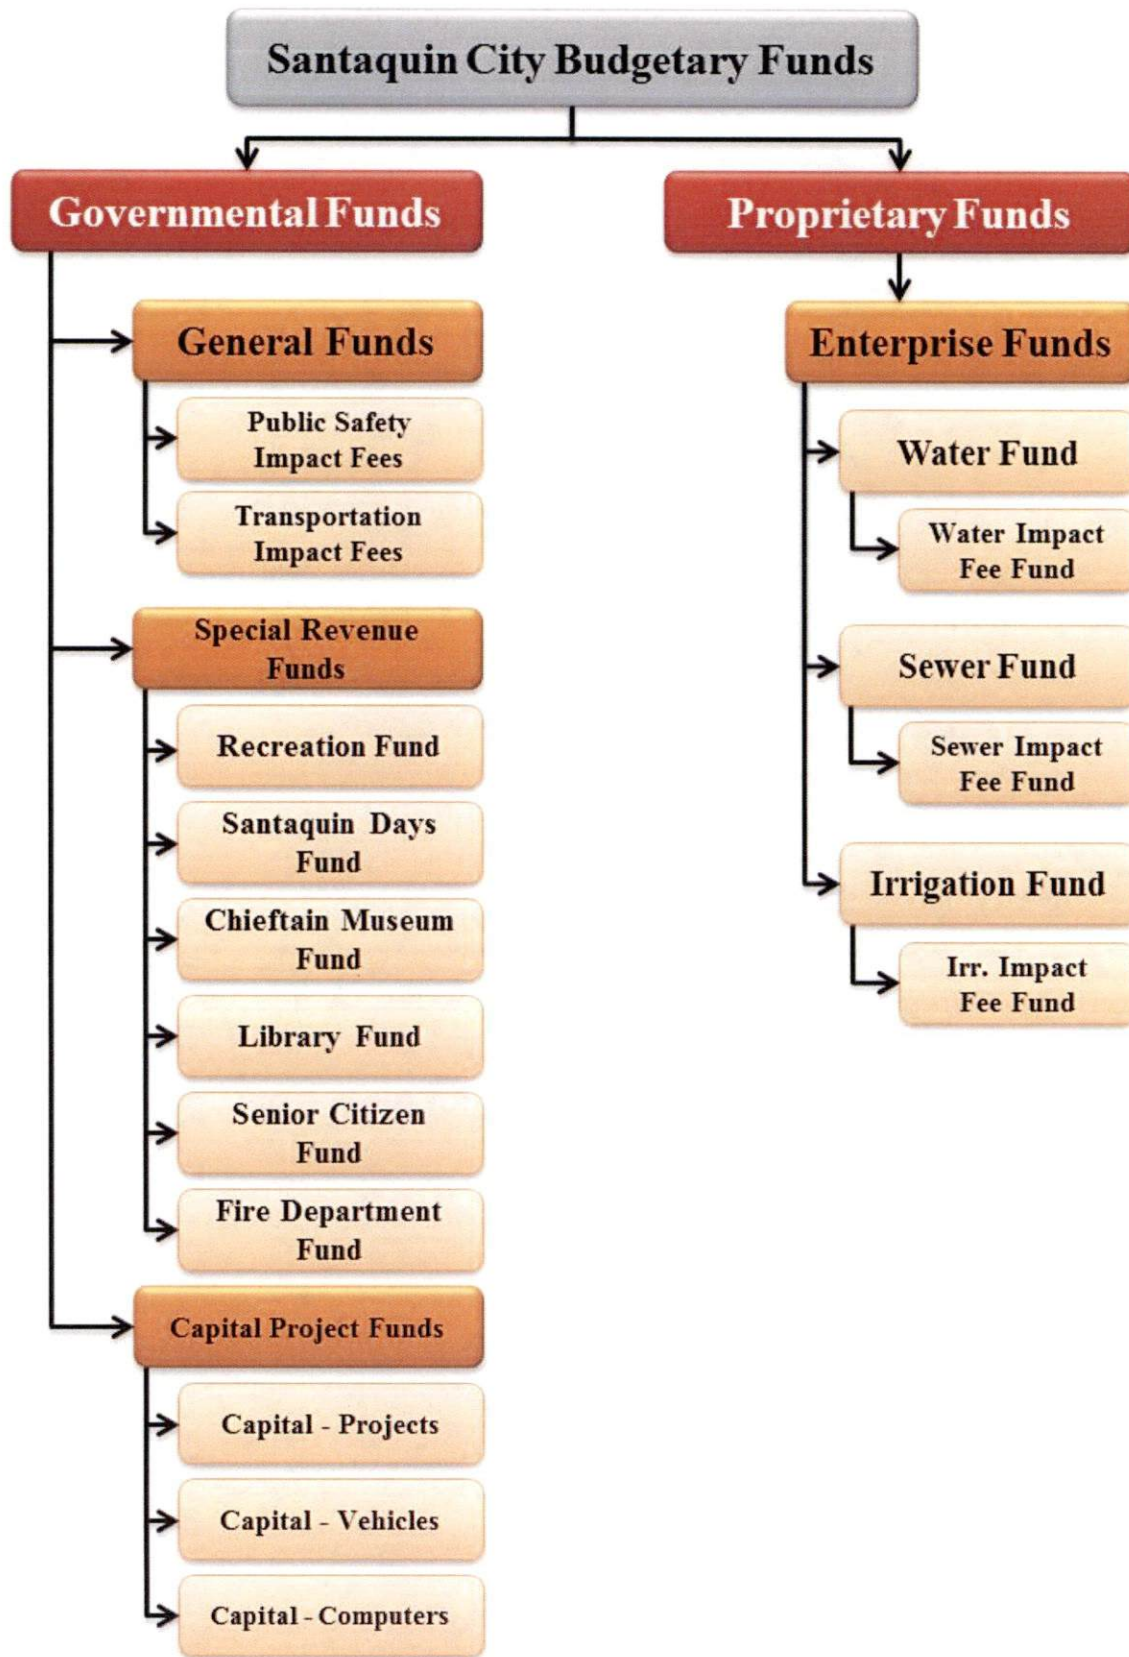 Santaquin City Budgetary Funds
Governmental Funds
General Funds
Public Safety
Impact Fees
Transportation
Impact Fees
Special Revenue
Funds
Recreation Fund
Santaquin Days
Fund
Chieftain Museum
Fund
Library Fund
Senior Citizen
Fund
Fire Department
Fund
Capital Project Funds
Capital - Projects
Capital - Vehicles
Capital - Computers
Proprietary Funds
Enterprise Funds
Water Fund
Water Impact
Fee Fund
Sewer Fund
Sewer Impact
Fee Fund
Irrigation Fund
Irr. Impact
Fee Fund